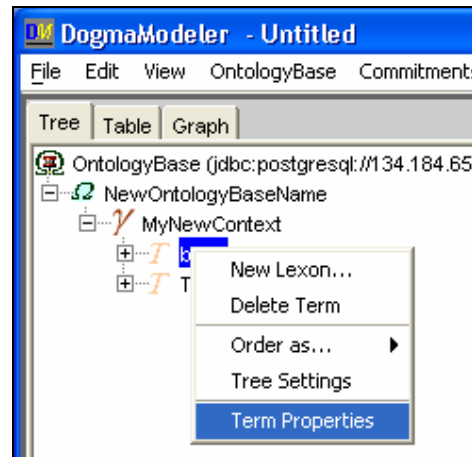 DM DogmaModeler - Untitled
File Edit View OntologyBase Commitments
Tree Table Graph
OntologyBase (jdbc:postgresql://134.184.65
Ω NewOntologyBaseName
γ MyNewContext
T b
T T
New Lexon...
Delete Term
Order as...
Tree Settings
Term Properties